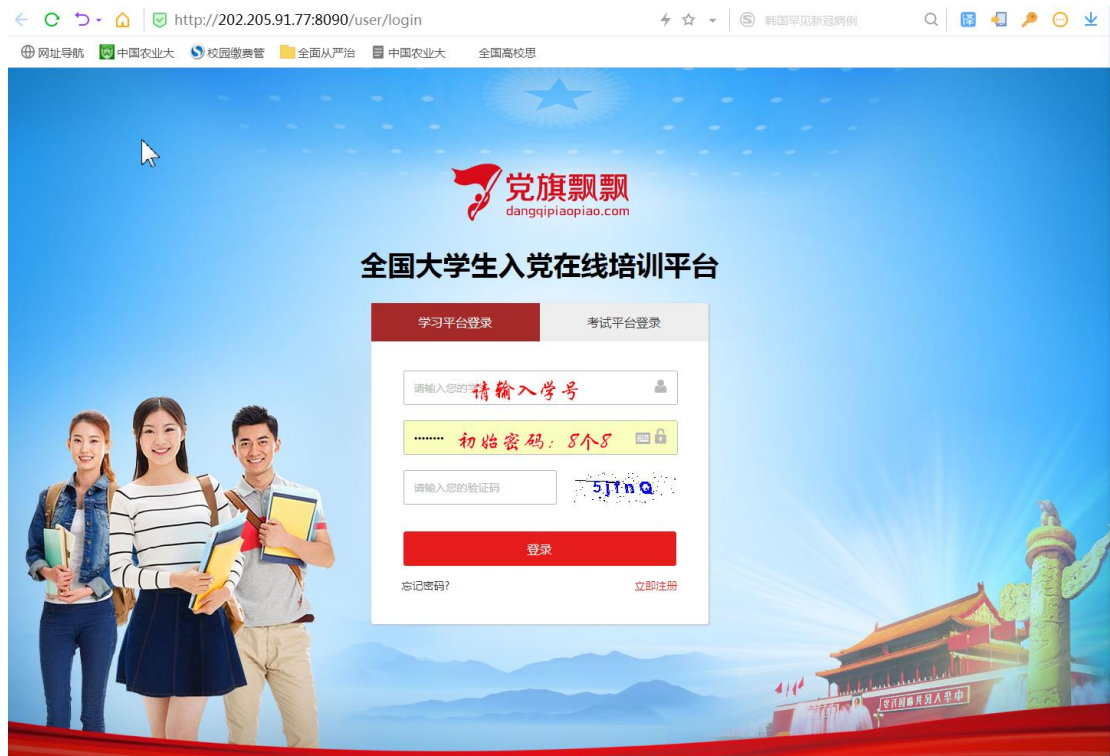 http://202.205.91.77:8090/user/login
韩国罕见新冠病例
译
网址导航 中国农业大 校园缴费管 全面从严治 中国农业大 全国高校思
党旗飘飘
dangqipiaopiao.com
全国大学生入党在线培训平台
学习平台登录 考试平台登录
请输入您的
请输入学号
初始密码：8个8
请输入您的验证码
登录
忘记密码? 立即注册